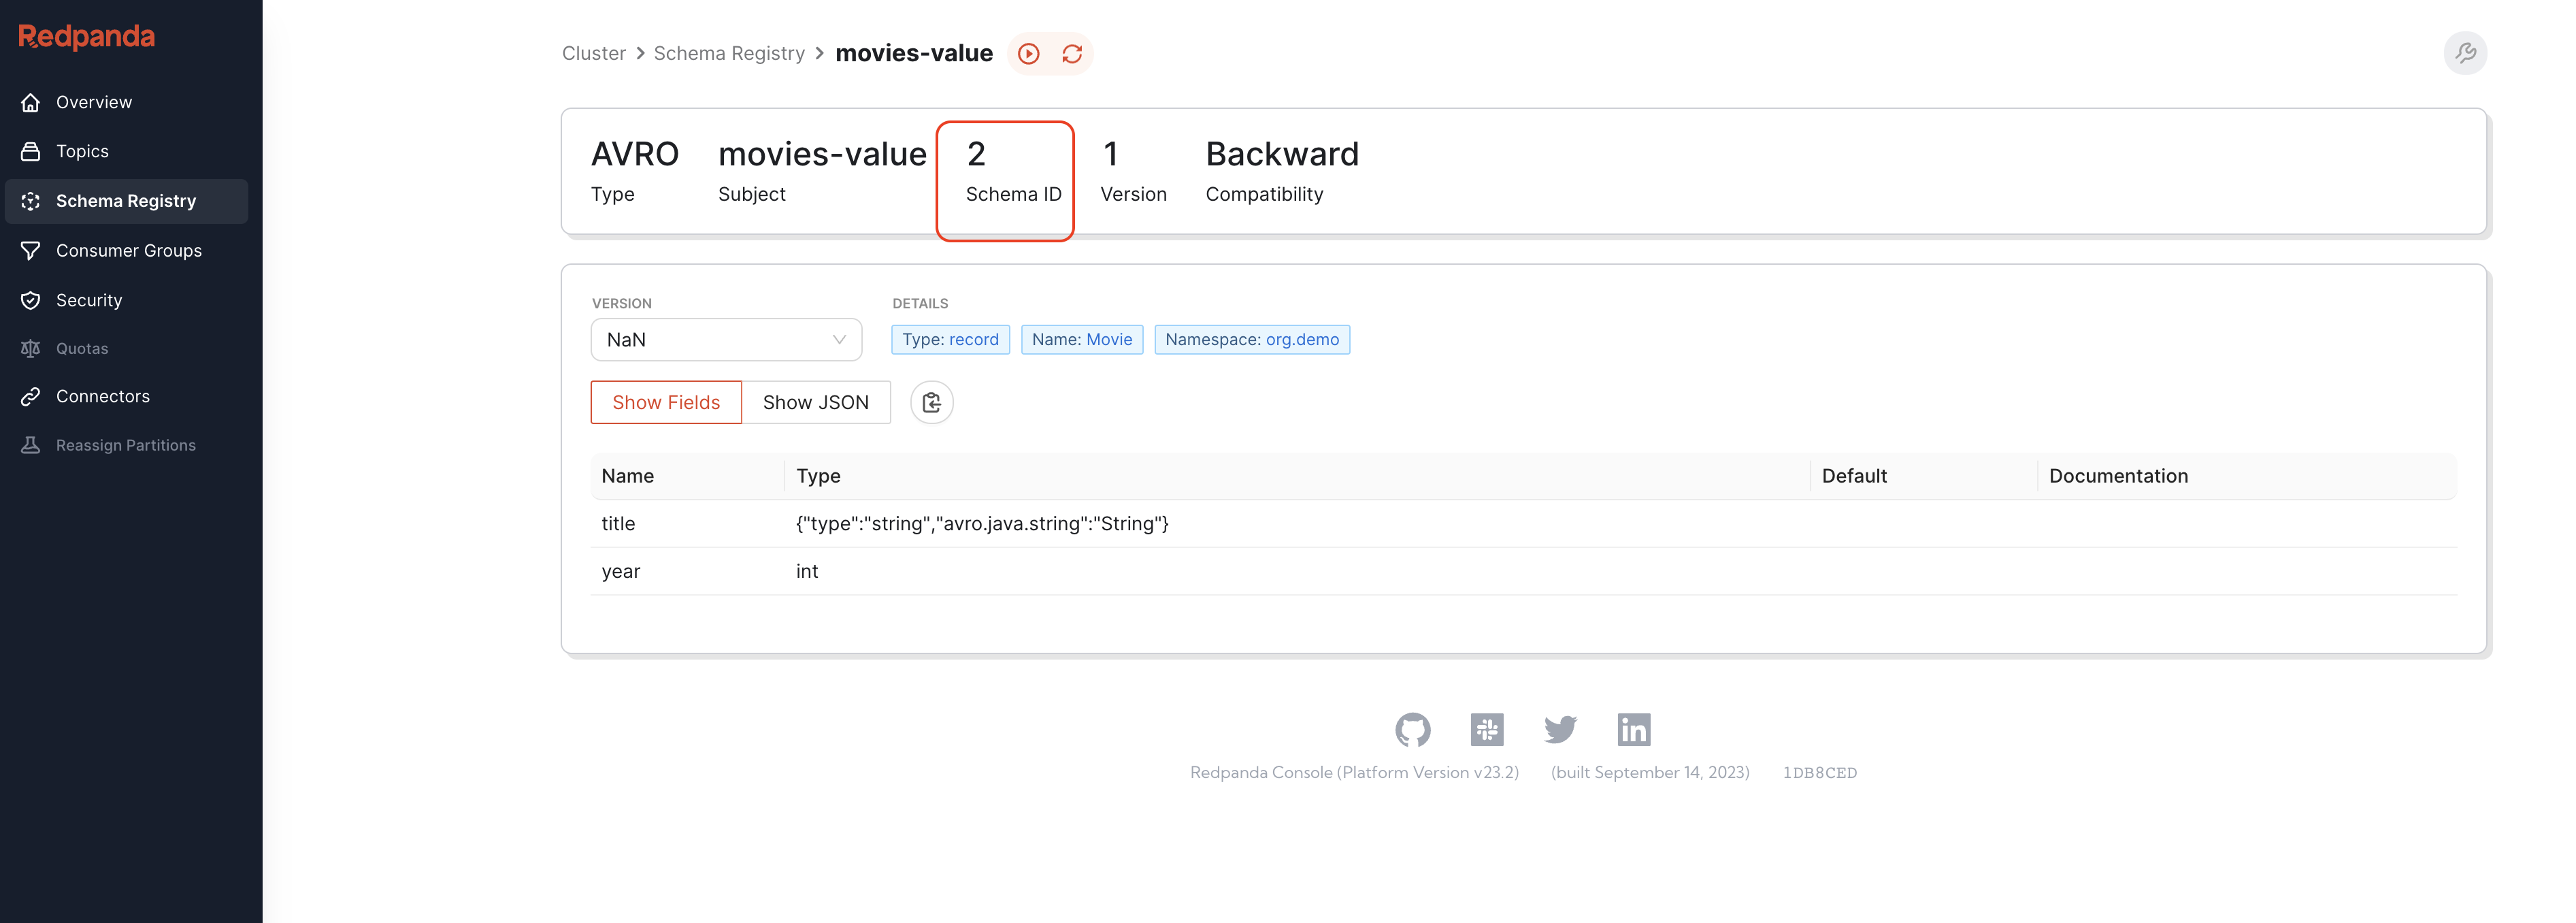 Redpanda
Overview
Topics
Schema Registry
Consumer Groups
Security
Quotas
Connectors
Reassign Partitions
Cluster > Schema Registry > movies-value
AVRO movies-value 2 1 Backward
Type Subject Schema ID Version Compatibility
VERSION DETAILS
NaN Type: record Name: Movie Namespace: org.demo
Show Fields Show JSON
Name Type Default Documentation
title {"type":"string","avro.java.string":"String"}
year int
Redpanda Console (Platform Version v23.2) (built September 14, 2023) 1DB8CED